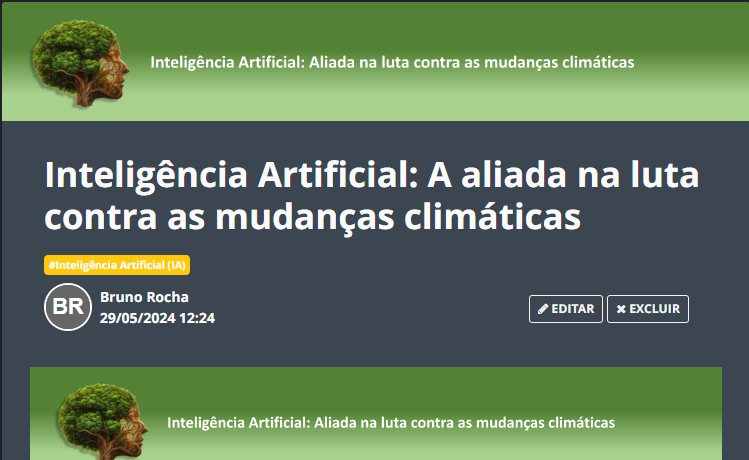 Inteligência Artificial: Aliada na luta contra as mudanças climáticas
Inteligência Artificial: A aliada na luta
contra as mudanças climáticas
#Inteligência Artificial (IA)
BR
Bruno Rocha
29/05/2024 12:24
EDITAR
EXCLUIR
Inteligência Artificial: Aliada na luta contra as mudanças climáticas